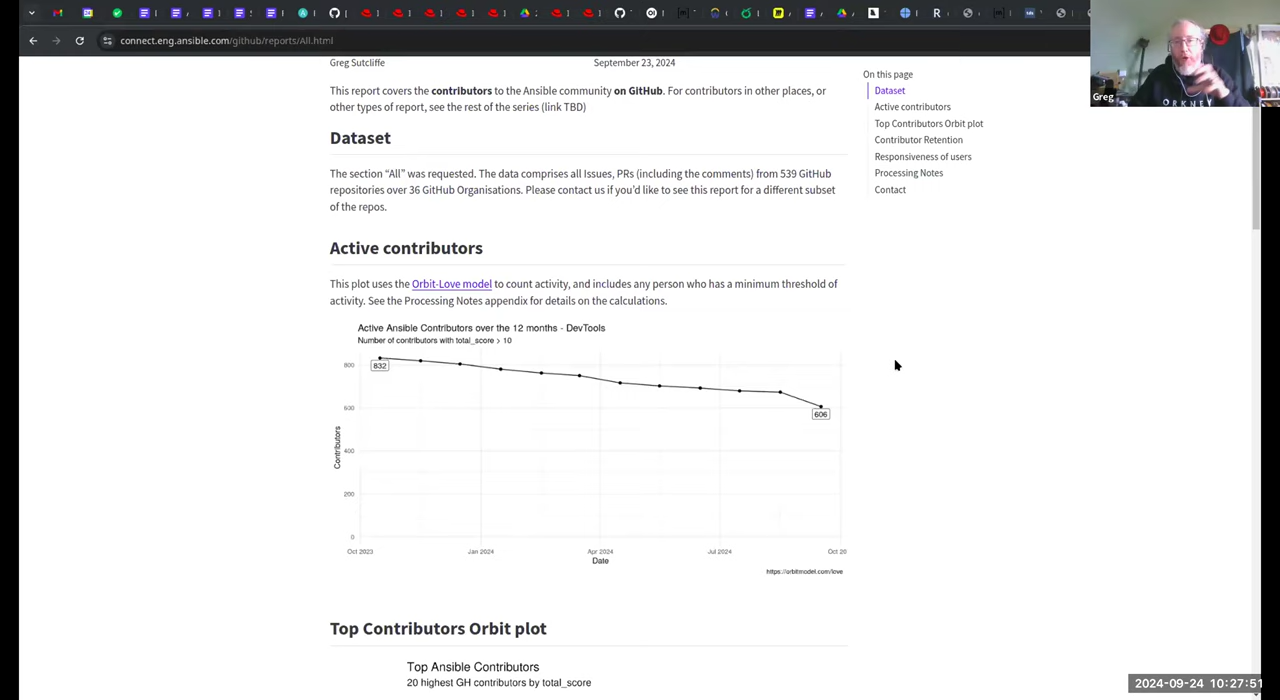 connect.eng.ansible.com/github/reports/All.html
Greg Sutcliffe
September 23, 2024
This report covers the contributors to the Ansible community on GitHub. For contributors in other places, or
other types of report, see the rest of the series (link TBD)
Dataset
The section “All” was requested. The data comprises all Issues, PRs (including the comments) from 539 GitHub
repositories over 36 GitHub Organisations. Please contact us if you’d like to see this report for a different subset
of the repos.
Active contributors
This plot uses the Orbit-Love model to count activity, and includes any person who has a minimum threshold of
activity. See the Processing Notes appendix for details on the calculations.
Active Ansible Contributors over the 12 months - DevTools
Number of contributors with total_score > 10
800
600
400
200
0
Contributors
832
606
Oct 2023
Jan 2024
Apr 2024
Jul 2024
Oct 20
Date
https://orbitmodel.com/love
Top Contributors Orbit plot
Top Ansible Contributors
20 highest GH contributors by total_score
On this page
Dataset
Active contributors
Top Contributors Orbit plot
Contributor Retention
Responsiveness of users
Processing Notes
Contact
Greg
ORKNEY
2024-09-24 10:27:51